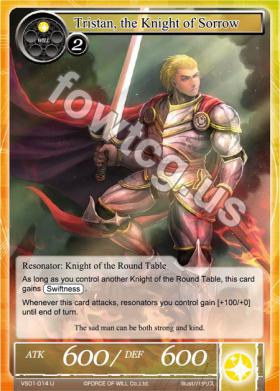 Tristan, the Knight of Sorrow
WILL
2
fowtcg.us
Resonator: Knight of the Round Table
As long as you control another Knight of the Round Table, this card
gains Swiftness.
Whenever this card attacks, resonators you control gain [+100/+0]
until end of turn.
The sad man can be both strong and kind.
ATK 600/ DEF 600
VS01-014 U ©FORCE OF WILL Co.,Ltd. Illust/